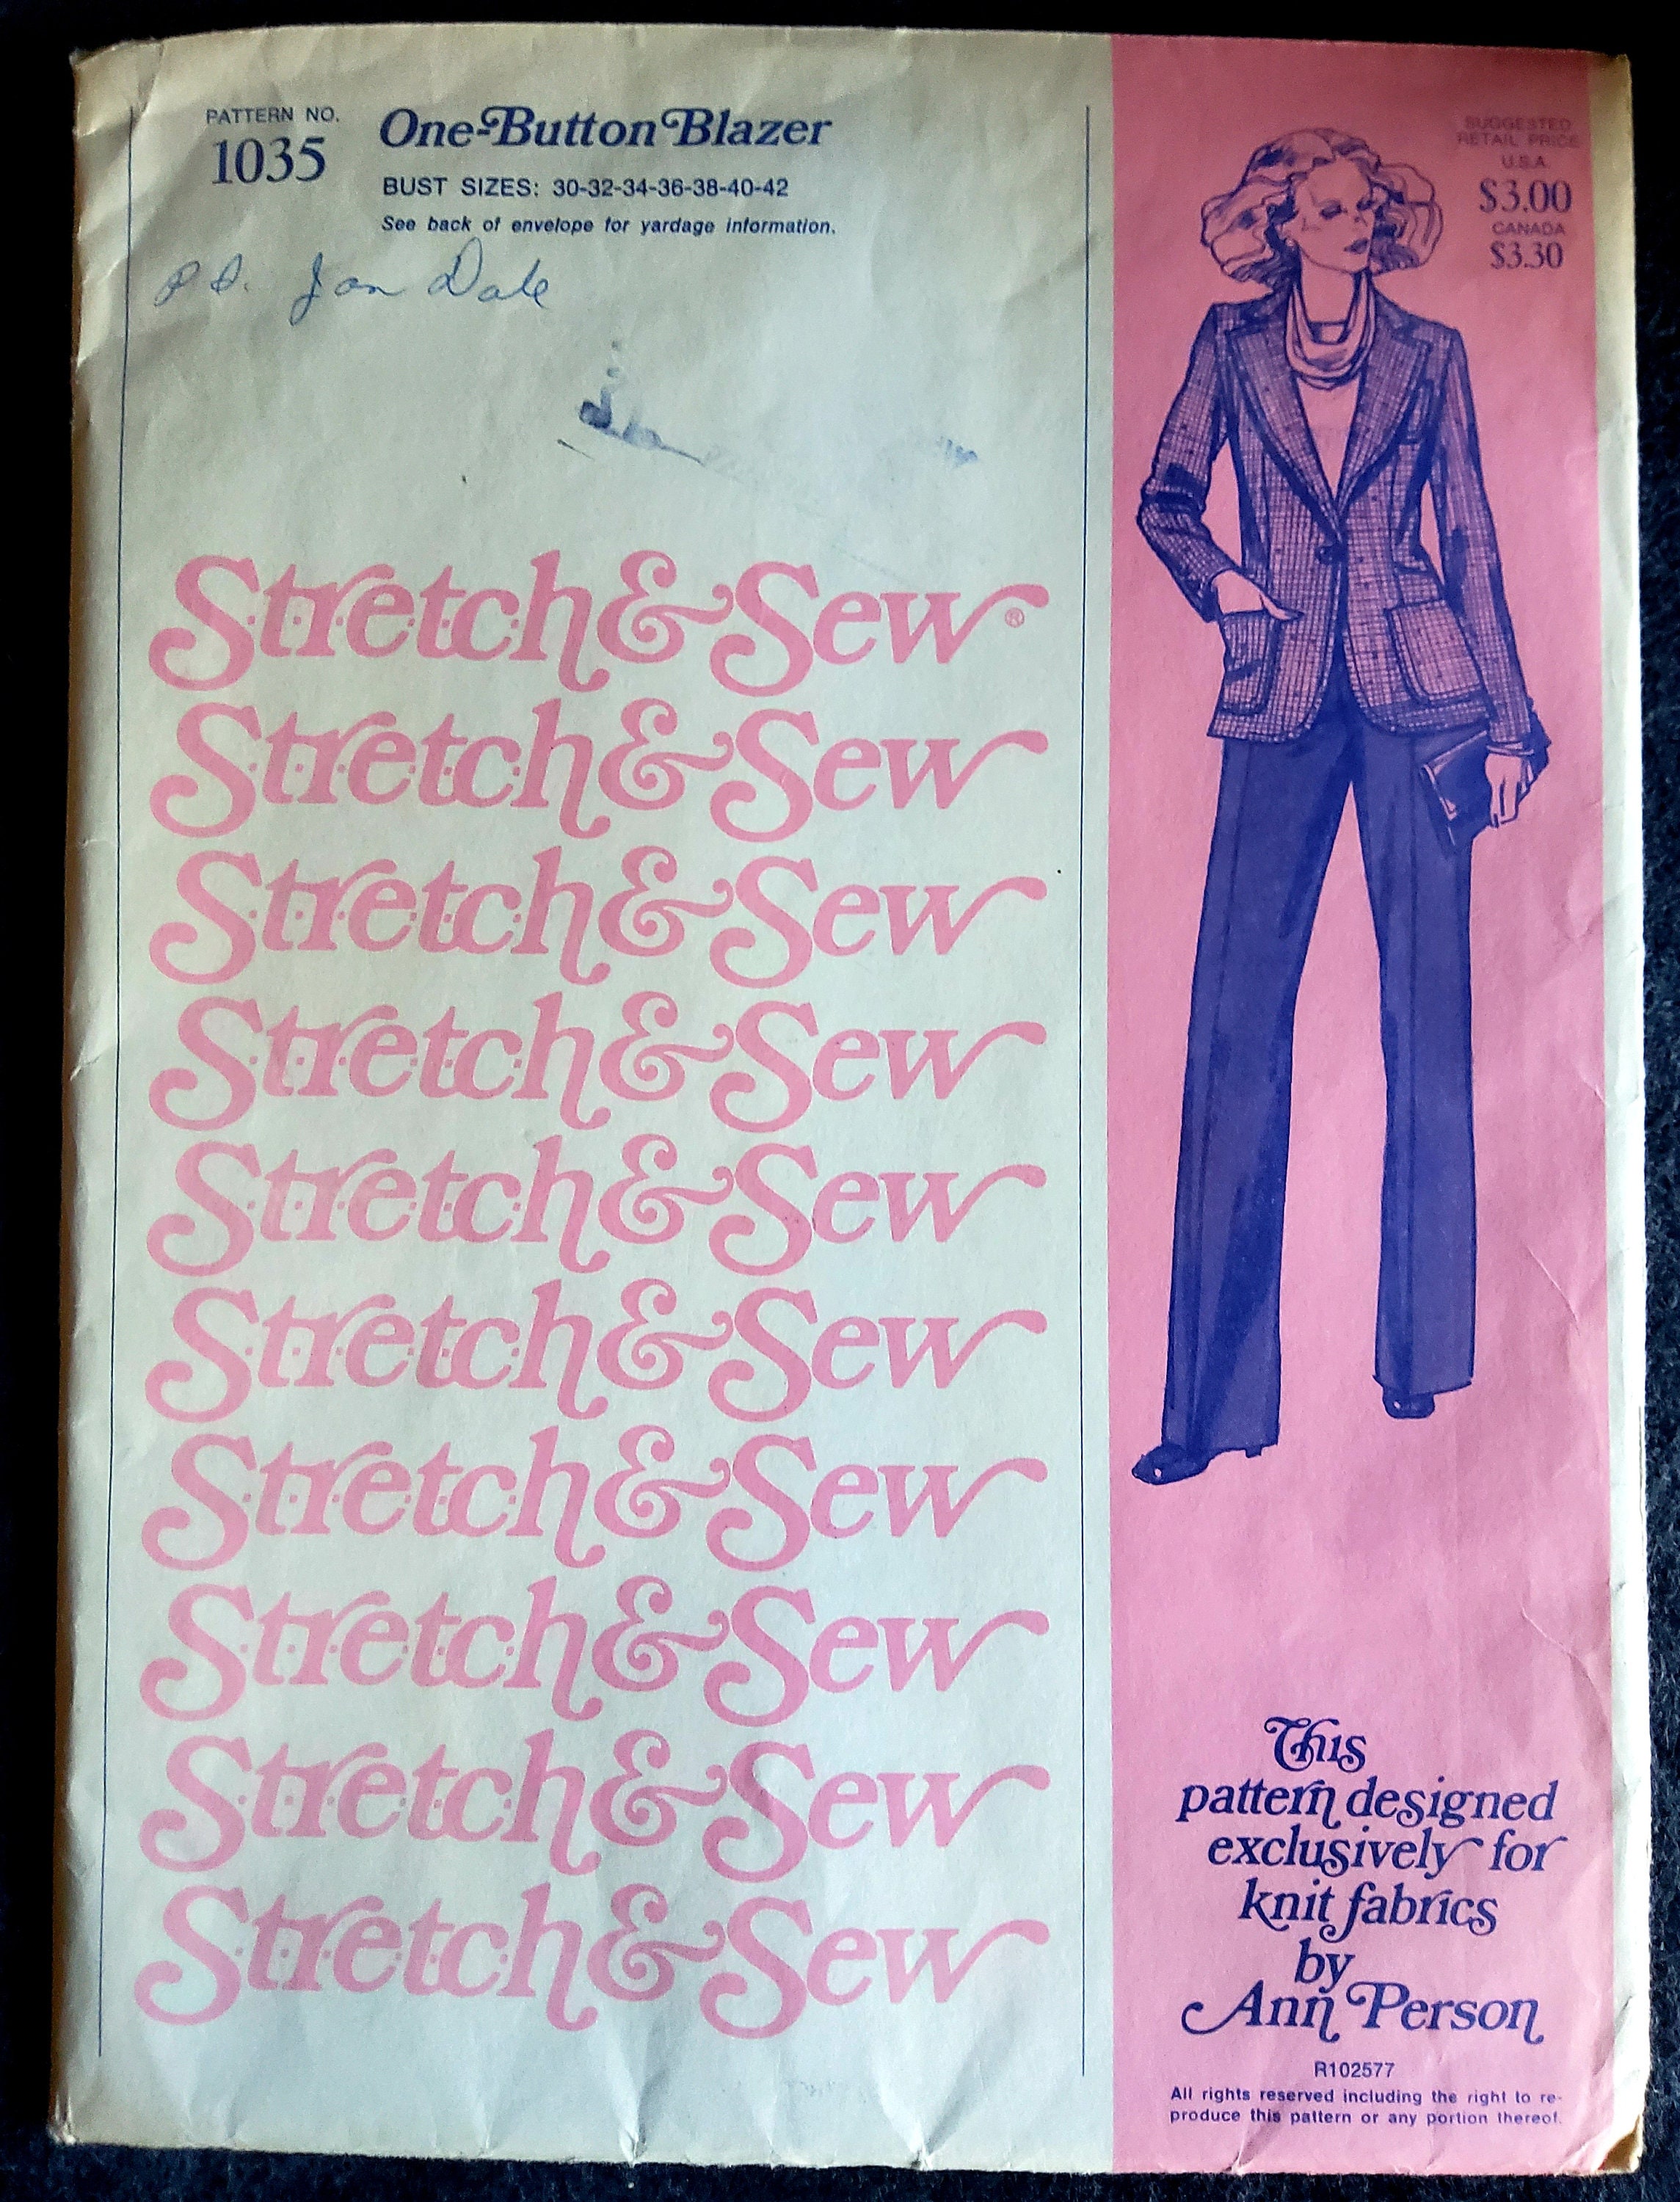 PATTERN NO.
1035
One-Button Blazer
BUST SIZES: 30-32-34-36-38-40-42
See back of envelope for yardage information.
Jan Dale
SUGGESTED
RETAIL PRICE
U.S.A.
$3.00
CANADA
$3.30
Stretch & Sew®
Stretch & Sew
Stretch & Sew
Stretch & Sew
Stretch & Sew
Stretch & Sew
Stretch & Sew
Stretch & Sew
Stretch & Sew
Stretch & Sew
This
pattern designed
exclusively for
knit fabrics
by
Ann Person
R102577
All rights reserved including the right to re-
produce this pattern or any portion thereof.